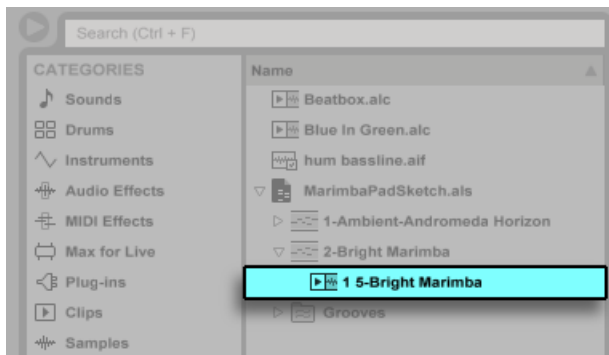 Search (Ctrl + F)
CATEGORIES
Sounds
Drums
Instruments
Audio Effects
MIDI Effects
Max for Live
Plug-ins
Clips
Samples
Name
Beatbox.alc
Blue In Green.alc
hum bassline.aif
MarimbaPadSketch.als
1-Ambient-Andromeda Horizon
2-Bright Marimba
1 5-Bright Marimba
Grooves